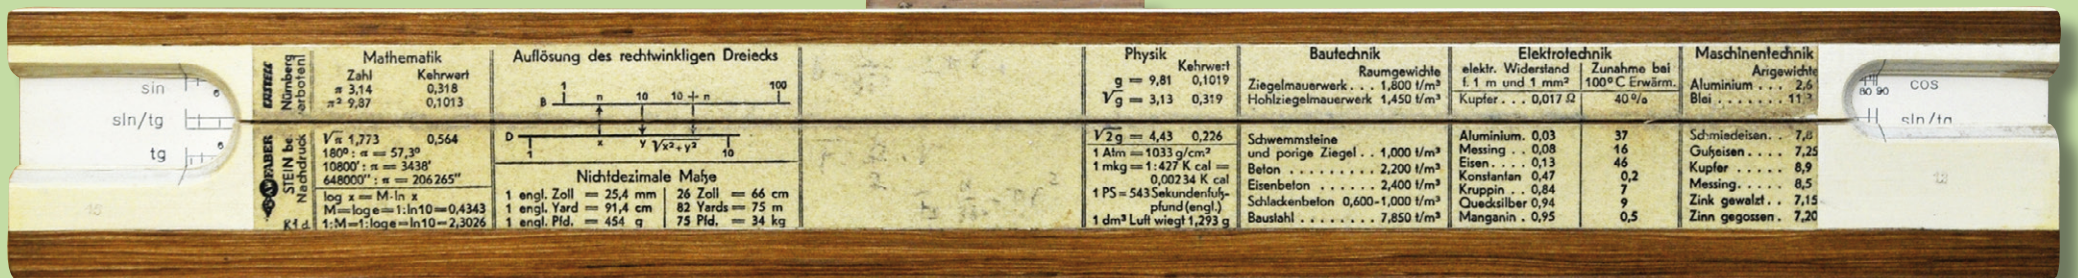 sin
sin/tg
tg
CASTELL
Nürnberg
verboten!
A.W.FABER
STEIN be
Nachdruck
Mathematik
Zahl Kehrwert
π 3,14 0,318
π² 9,87 0,1013
√π 1,773 0,564
180° : π = 57,3°
10800' : π = 3438'
648000'' : π = 206265''
log x = M·ln x
M=loge=1:ln10=0,4343
1:M=1:loge=ln10=2,3026
Auflösung des rechtwinkligen Dreiecks
1 n 10 10+n 100
B
D
1 x y √x²+y² 10
Nichtdezimale Maße
1 engl. Zoll = 25,4 mm 26 Zoll = 66 cm
1 engl. Yard = 91,4 cm 82 Yards = 75 m
1 engl. Pfd. = 454 g 75 Pfd. = 34 kg
Physik
Kehrwert
g = 9,81 0,1019
√g = 3,13 0,319
√2g = 4,43 0,226
1 Atm = 1033 g/cm²
1 mkg = 1:427 K cal =
0,00234 K cal
1 PS = 543 Sekundenfuß-
pfund (engl.)
1 dm³ Luft wiegt 1,293 g
Bautechnik
Raumgewichte
Ziegelmauerwerk . . . 1,800 t/m³
Hohlziegelmauerwerk 1,450 t/m³
Schwemmsteine
und porige Ziegel . . 1,000 t/m³
Beton . . . . . . . . 2,200 t/m³
Eisenbeton . . . . . . 2,400 t/m³
Schlackenbeton 0,600-1,000 t/m³
Baustahl . . . . . . . . 7,850 t/m³
Elektrotechnik
elektr. Widerstand Zunahme bei
f. 1 m und 1 mm² 100° C Erwärm.
Kupfer . . . 0,017 Ω 40 %
Aluminium . 0,03 37
Messing . . 0,08 16
Eisen . . . . 0,13 46
Konstantan 0,47 0,2
Kruppin . . 0,84 7
Quecksilber 0,94 9
Manganin . 0,95 0,5
Maschinentechnik
Artgewichte
Aluminium . . . 2,6
Blei . . . . . . . 11,3
Schmiedeisen . . 7,8
Gußeisen . . . . 7,25
Kupfer . . . . . 8,9
Messing . . . . . 8,5
Zink gewalzt . . 7,15
Zinn gegossen . 7,20
80 90
cos
sin/tg